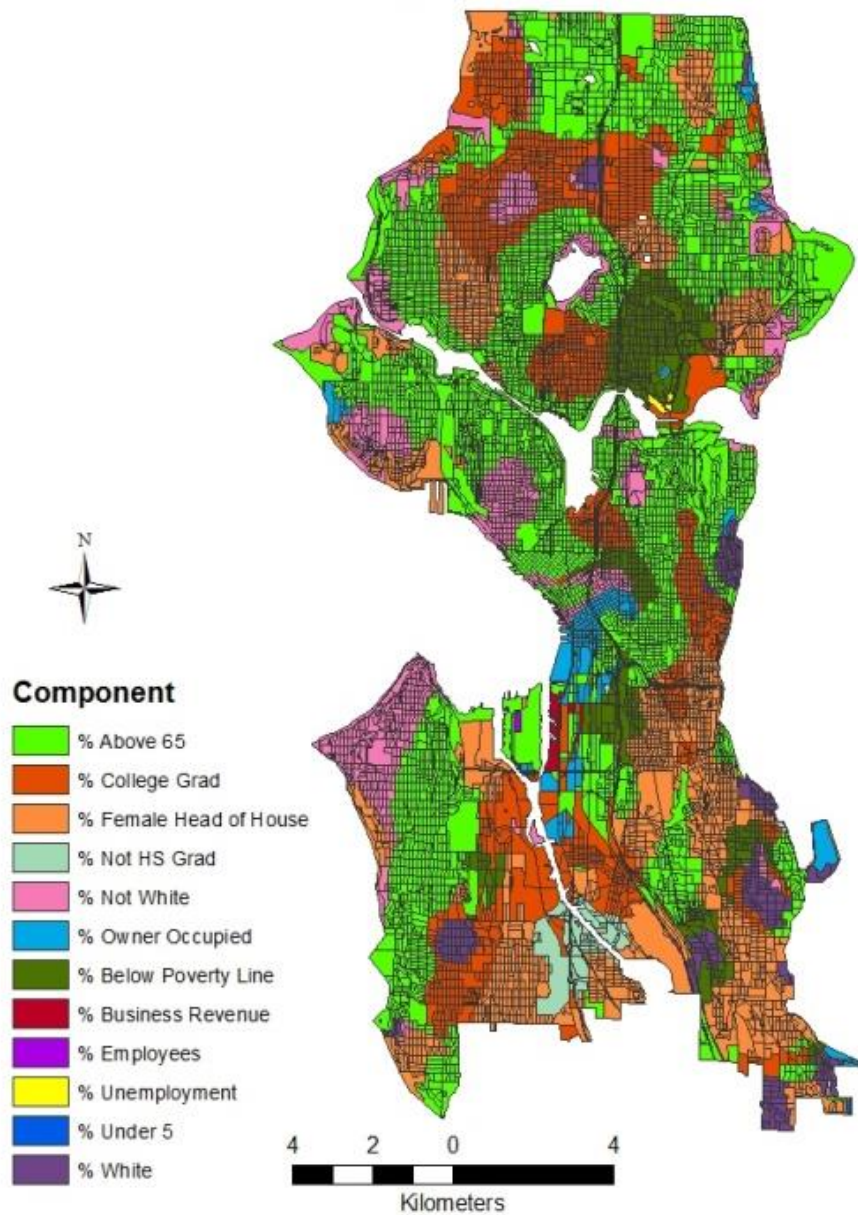 N
Component
% Above 65
% College Grad
% Female Head of House
% Not HS Grad
% Not White
% Owner Occupied
% Below Poverty Line
% Business Revenue
% Employees
% Unemployment
% Under 5
% White
4 2 0 4
Kilometers